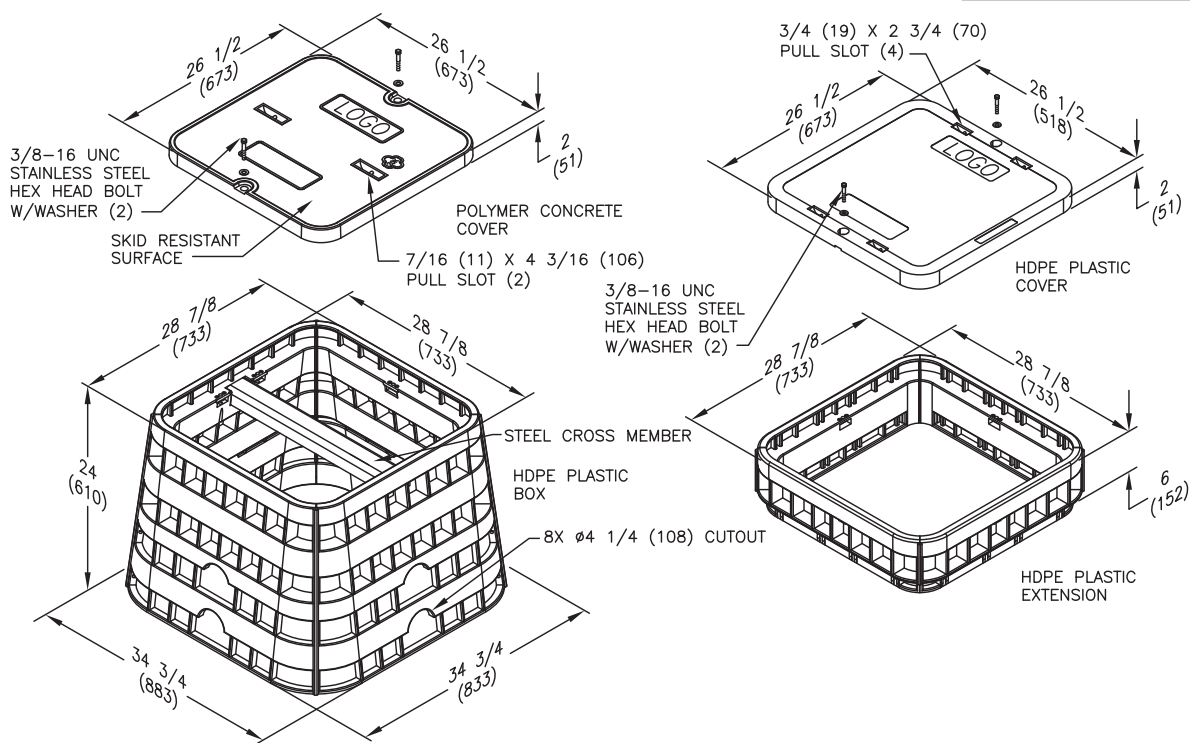 26 1/2
(673)
26 1/2
(673)
2
(51)
LOGO
3/8-16 UNC
STAINLESS STEEL
HEX HEAD BOLT
W/WASHER (2)
SKID RESISTANT
SURFACE
POLYMER CONCRETE
COVER
7/16 (11) X 4 3/16 (106)
PULL SLOT (2)
3/4 (19) X 2 3/4 (70)
PULL SLOT (4)
26 1/2
(673)
26 1/2
(518)
2
(51)
LOGO
HDPE PLASTIC
COVER
3/8-16 UNC
STAINLESS STEEL
HEX HEAD BOLT
W/WASHER (2)
28 7/8
(733)
28 7/8
(733)
24
(610)
STEEL CROSS MEMBER
HDPE PLASTIC
BOX
8X ø4 1/4 (108) CUTOUT
34 3/4
(883)
34 3/4
(833)
28 7/8
(733)
28 7/8
(733)
6
(152)
HDPE PLASTIC
EXTENSION